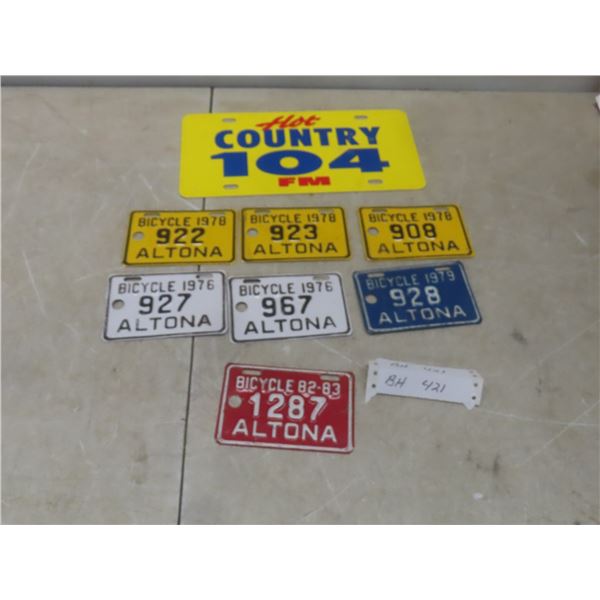 Hot
COUNTRY
104
FM
BICYCLE 1978
922
ALTONA
BICYCLE 1978
923
ALTONA
BICYCLE 1978
908
ALTONA
BICYCLE 1976
927
ALTONA
BICYCLE 1976
967
ALTONA
BICYCLE 1979
928
ALTONA
BICYCLE 82-83
1287
ALTONA
BH 421